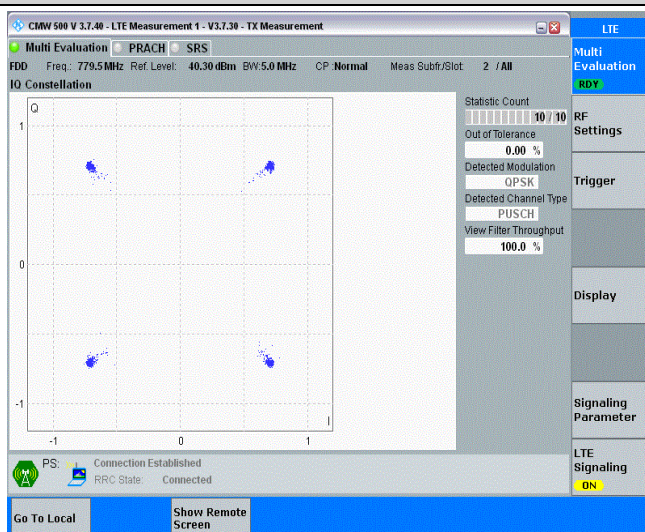 CMW 500 V 3.7.40 - LTE Measurement 1 - V3.7.30 - TX Measurement
LTE
Multi Evaluation PRACH SRS
FDD Freq.: 779.5 MHz Ref. Level: 40.30 dBm BW:5.0 MHz CP :Normal Meas Subfr./Slot: 2 / All
IQ Constellation
Q
1
0
-1
-1 0 1
I
Statistic Count
10 / 10
Out of Tolerance
0.00 %
Detected Modulation
QPSK
Detected Channel Type
PUSCH
View Filter Throughput
100.0 %
Multi
Evaluation
RDY
RF
Settings
Trigger
Display
Signaling
Parameter
LTE
Signaling
ON
PS: Connection Established
RRC State: Connected
Go To Local
Show Remote
Screen